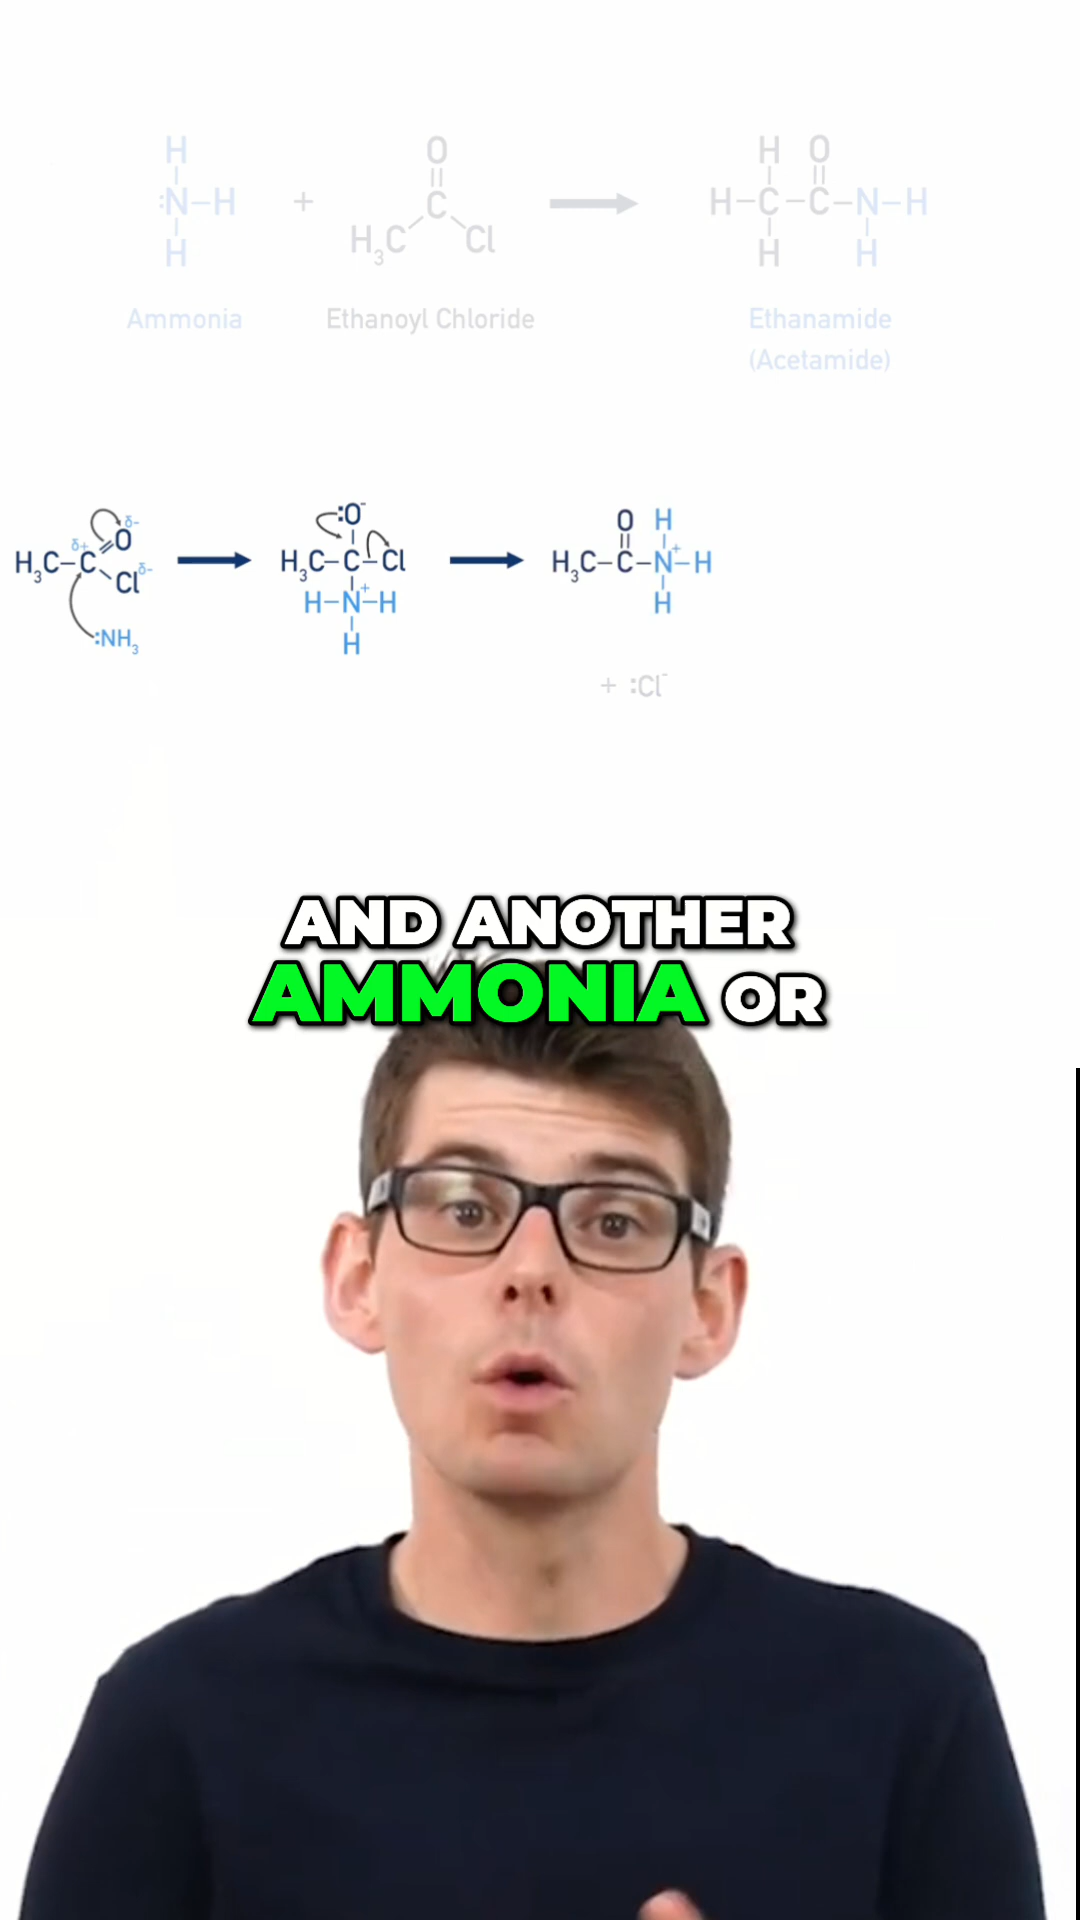 H O H O
:N–H + C → H–C–C–N–H
H H₃C Cl H H
Ammonia Ethanoyl Chloride Ethanamide
(Acetamide)
:O⁻ O H
H₃C–C O δ+ δ- Cl δ- → H₃C–C–Cl → H₃C–C–N⁺–H
:NH₃ H–N⁺–H H
H
+ :Cl⁻
AND ANOTHER
AMMONIA OR